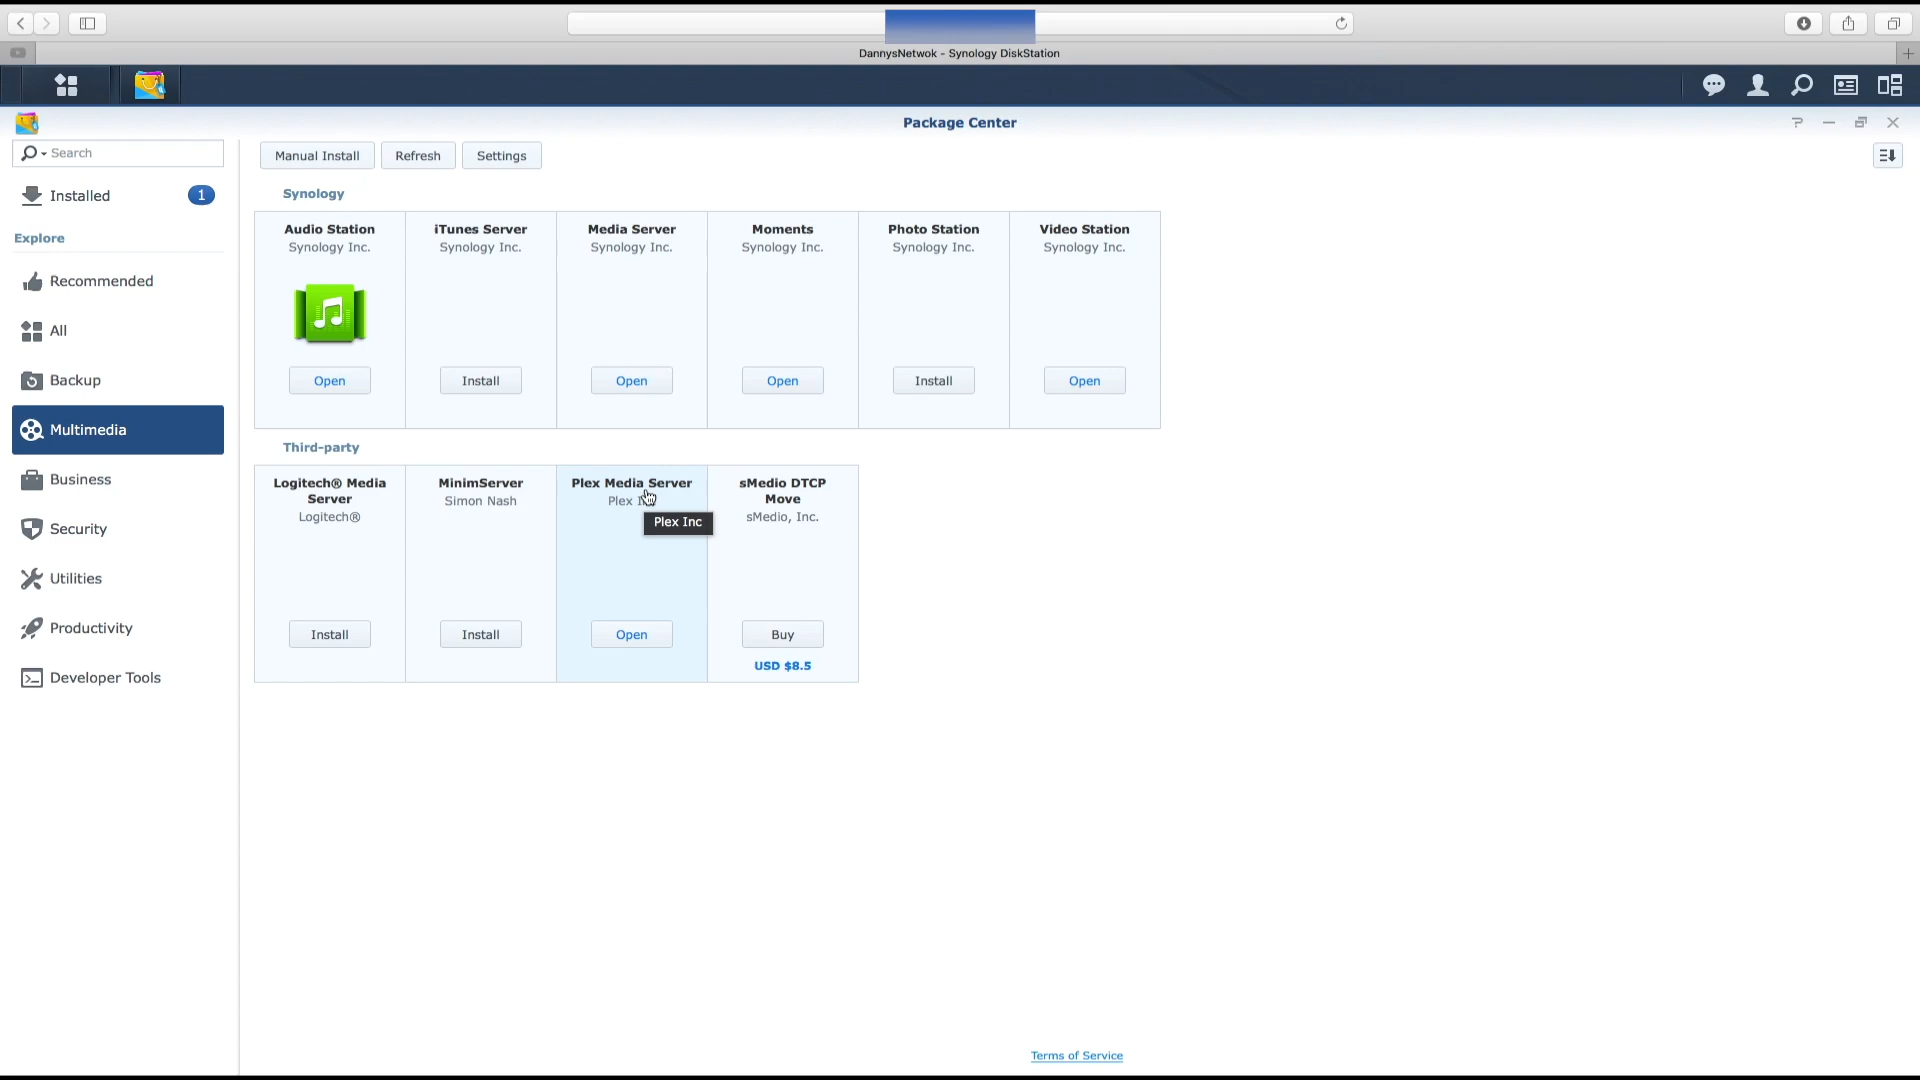 DannysNetwok - Synology DiskStation
Package Center
Search
Manual Install
Refresh
Settings
Installed
1
Explore
Recommended
All
Backup
Multimedia
Business
Security
Utilities
Productivity
Developer Tools
Synology
Audio Station
Synology Inc.
Open
iTunes Server
Synology Inc.
Install
Media Server
Synology Inc.
Open
Moments
Synology Inc.
Open
Photo Station
Synology Inc.
Install
Video Station
Synology Inc.
Open
Third-party
Logitech® Media
Server
Logitech®
Install
MinimServer
Simon Nash
Install
Plex Media Server
Plex
Plex Inc
Open
sMedio DTCP
Move
sMedio, Inc.
Buy
USD $8.5
Terms of Service